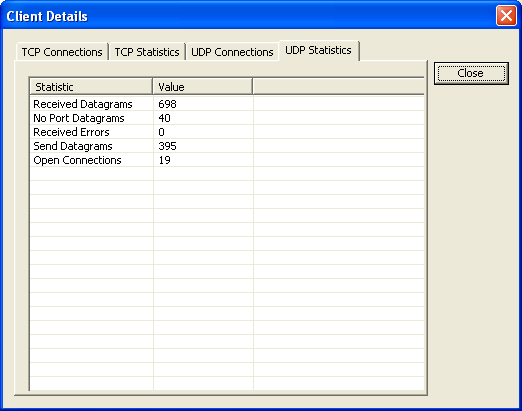 Client Details
TCP Connections TCP Statistics UDP Connections UDP Statistics
Close
Statistic Value
Received Datagrams 698
No Port Datagrams 40
Received Errors 0
Send Datagrams 395
Open Connections 19